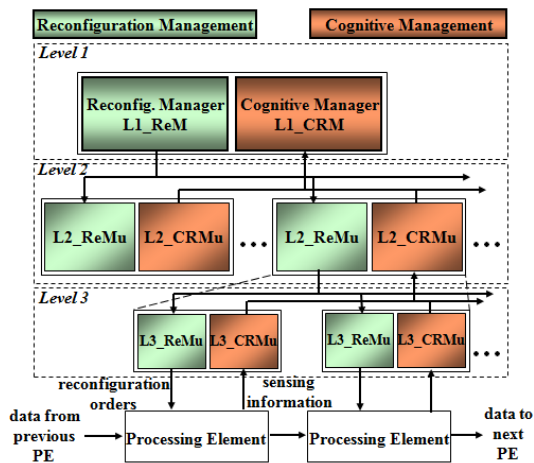 Reconfiguration Management
Cognitive Management
Level 1
Reconfig. Manager
L1_ReM
Cognitive Manager
L1_CRM
Level 2
L2_ReMu
L2_CRMu
L2_ReMu
L2_CRMu
Level 3
L3_ReMu
L3_CRMu
L3_ReMu
L3_CRMu
reconfiguration
orders
sensing
information
data from
previous
PE
Processing Element
Processing Element
data to
next
PE